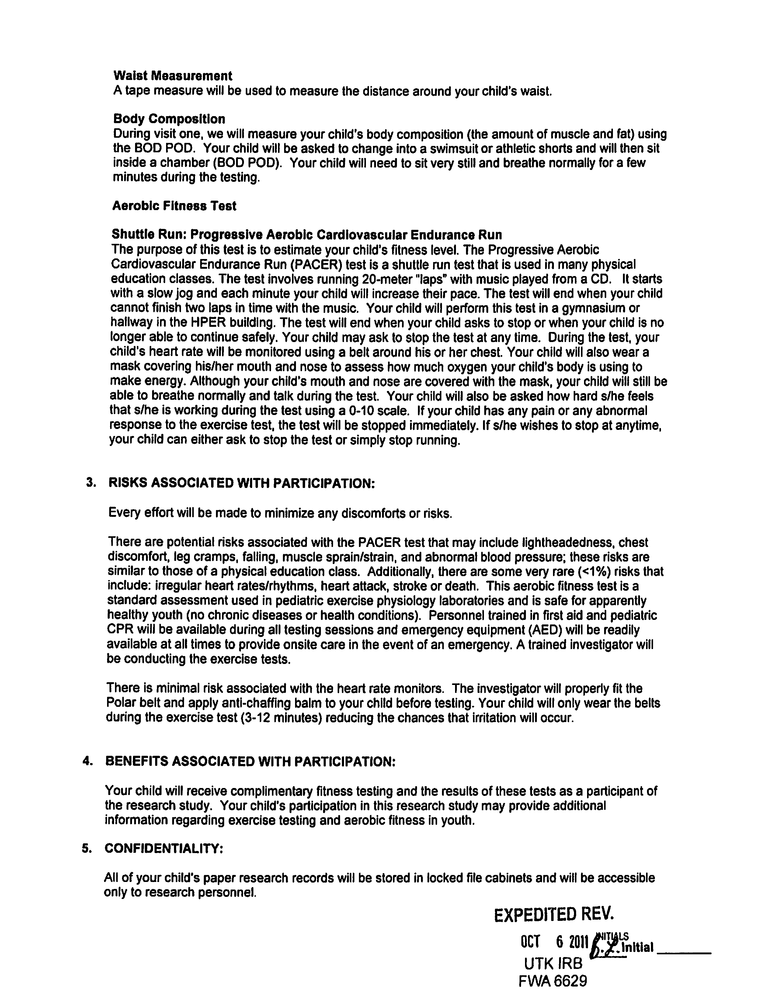 Waist Measurement
A tape measure will be used to measure the distance around your child's waist.
Body Composition
During visit one, we will measure your child's body composition (the amount of muscle and fat) using
the BOD POD. Your child will be asked to change into a swimsuit or athletic shorts and will then sit
inside a chamber (BOD POD). Your child will need to sit very still and breathe normally for a few
minutes during the testing.
Aerobic Fitness Test
Shuttle Run: Progressive Aerobic Cardiovascular Endurance Run
The purpose of this test is to estimate your child's fitness level. The Progressive Aerobic
Cardiovascular Endurance Run (PACER) test is a shuttle run test that is used in many physical
education classes. The test involves running 20-meter "laps" with music played from a CD. It starts
with a slow jog and each minute your child will increase their pace. The test will end when your child
cannot finish two laps in time with the music. Your child will perform this test in a gymnasium or
hallway in the HPER building. The test will end when your child asks to stop or when your child is no
longer able to continue safely. Your child may ask to stop the test at any time. During the test, your
child's heart rate will be monitored using a belt around his or her chest. Your child will also wear a
mask covering his/her mouth and nose to assess how much oxygen your child's body is using to
make energy. Although your child's mouth and nose are covered with the mask, your child will still be
able to breathe normally and talk during the test. Your child will also be asked how hard s/he feels
that s/he is working during the test using a 0-10 scale. If your child has any pain or any abnormal
response to the exercise test, the test will be stopped immediately. If s/he wishes to stop at anytime,
your child can either ask to stop the test or simply stop running.
3. RISKS ASSOCIATED WITH PARTICIPATION:
Every effort will be made to minimize any discomforts or risks.
There are potential risks associated with the PACER test that may include lightheadedness, chest
discomfort, leg cramps, falling, muscle sprain/strain, and abnormal blood pressure; these risks are
similar to those of a physical education class. Additionally, there are some very rare (<1%) risks that
include: irregular heart rates/rhythms, heart attack, stroke or death. This aerobic fitness test is a
standard assessment used in pediatric exercise physiology laboratories and is safe for apparently
healthy youth (no chronic diseases or health conditions). Personnel trained in first aid and pediatric
CPR will be available during all testing sessions and emergency equipment (AED) will be readily
available at all times to provide onsite care in the event of an emergency. A trained investigator will
be conducting the exercise tests.
There is minimal risk associated with the heart rate monitors. The investigator will properly fit the
Polar belt and apply anti-chaffing balm to your child before testing. Your child will only wear the belts
during the exercise test (3-12 minutes) reducing the chances that irritation will occur.
4. BENEFITS ASSOCIATED WITH PARTICIPATION:
Your child will receive complimentary fitness testing and the results of these tests as a participant of
the research study. Your child's participation in this research study may provide additional
information regarding exercise testing and aerobic fitness in youth.
5. CONFIDENTIALITY:
All of your child's paper research records will be stored in locked file cabinets and will be accessible
only to research personnel.
EXPEDITED REV.
OCT 6 2011 INITIALS Initial
UTK IRB
FWA 6629